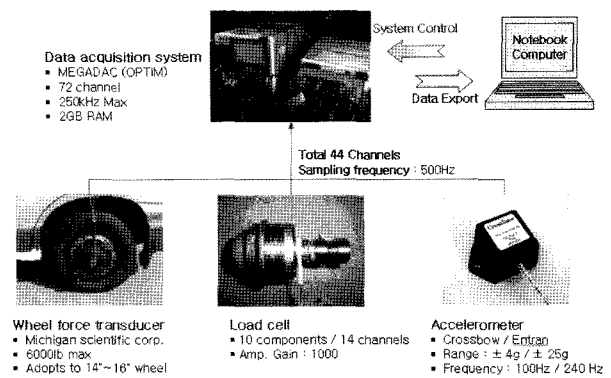 System Control
Notebook
Computer
Data acquisition system
▪ MEGADAC (OPTIM)
▪ 72 channel
▪ 250kHz Max
▪ 2GB RAM
Data Export
Total 44 Channels
Sampling frequency : 500Hz
Wheel force transducer
▪ Michigan scientific corp.
▪ 6000lb max
▪ Adopts to 14"~16" wheel
Load cell
▪ 10 components / 14 channels
▪ Amp. Gain : 1000
Accelerometer
▪ Crossbow / Entran
▪ Range : ± 4g / ± 25g
▪ Frequency : 100Hz / 240 Hz